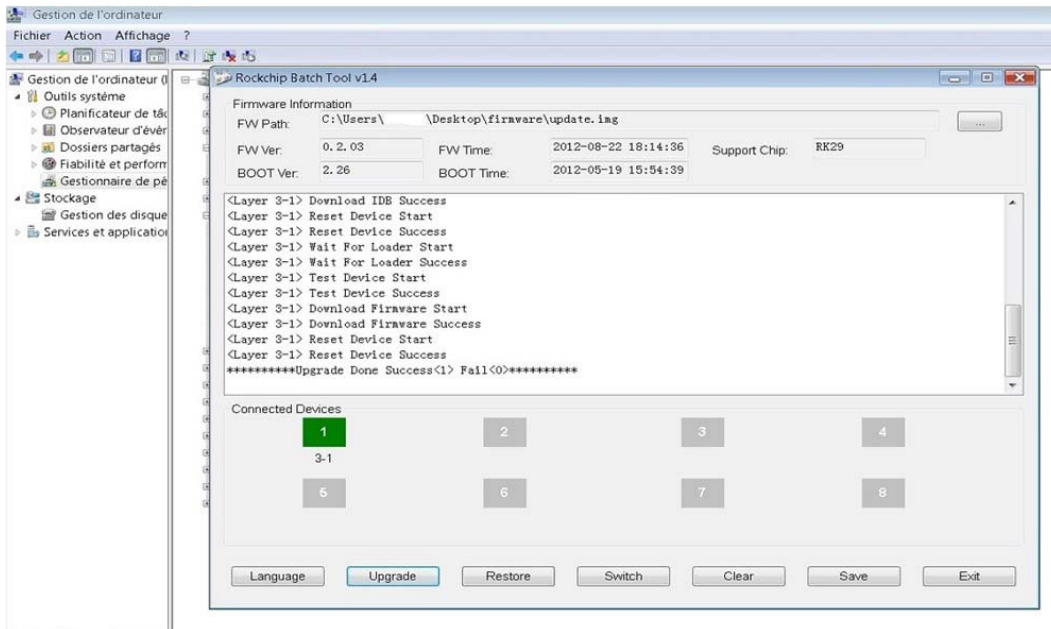 Gestion de l'ordinateur
Fichier Action Affichage ?
Gestion de l'ordinateur (l
Outils système
Planificateur de tâc
Observateur d'évér
Dossiers partagés
Fiabilité et perform
Gestionnaire de pé
Stockage
Gestion des disque
Services et application
Rockchip Batch Tool v1.4
Firmware Information
FW Path: C:\Users\ \Desktop\firmware\update.img ...
FW Ver: 0.2.03 FW Time: 2012-08-22 18:14:36 Support Chip: RK29
BOOT Ver: 2.26 BOOT Time: 2012-05-19 15:54:39
<Layer 3-1> Download IDB Success
<Layer 3-1> Reset Device Start
<Layer 3-1> Reset Device Success
<Layer 3-1> Wait For Loader Start
<Layer 3-1> Wait For Loader Success
<Layer 3-1> Test Device Start
<Layer 3-1> Test Device Success
<Layer 3-1> Download Firmware Start
<Layer 3-1> Download Firmware Success
<Layer 3-1> Reset Device Start
<Layer 3-1> Reset Device Success
**********Upgrade Done Success<1> Fail<0>**********
Connected Devices
1 2 3 4
3-1
5 6 7 8
Language Upgrade Restore Switch Clear Save Exit